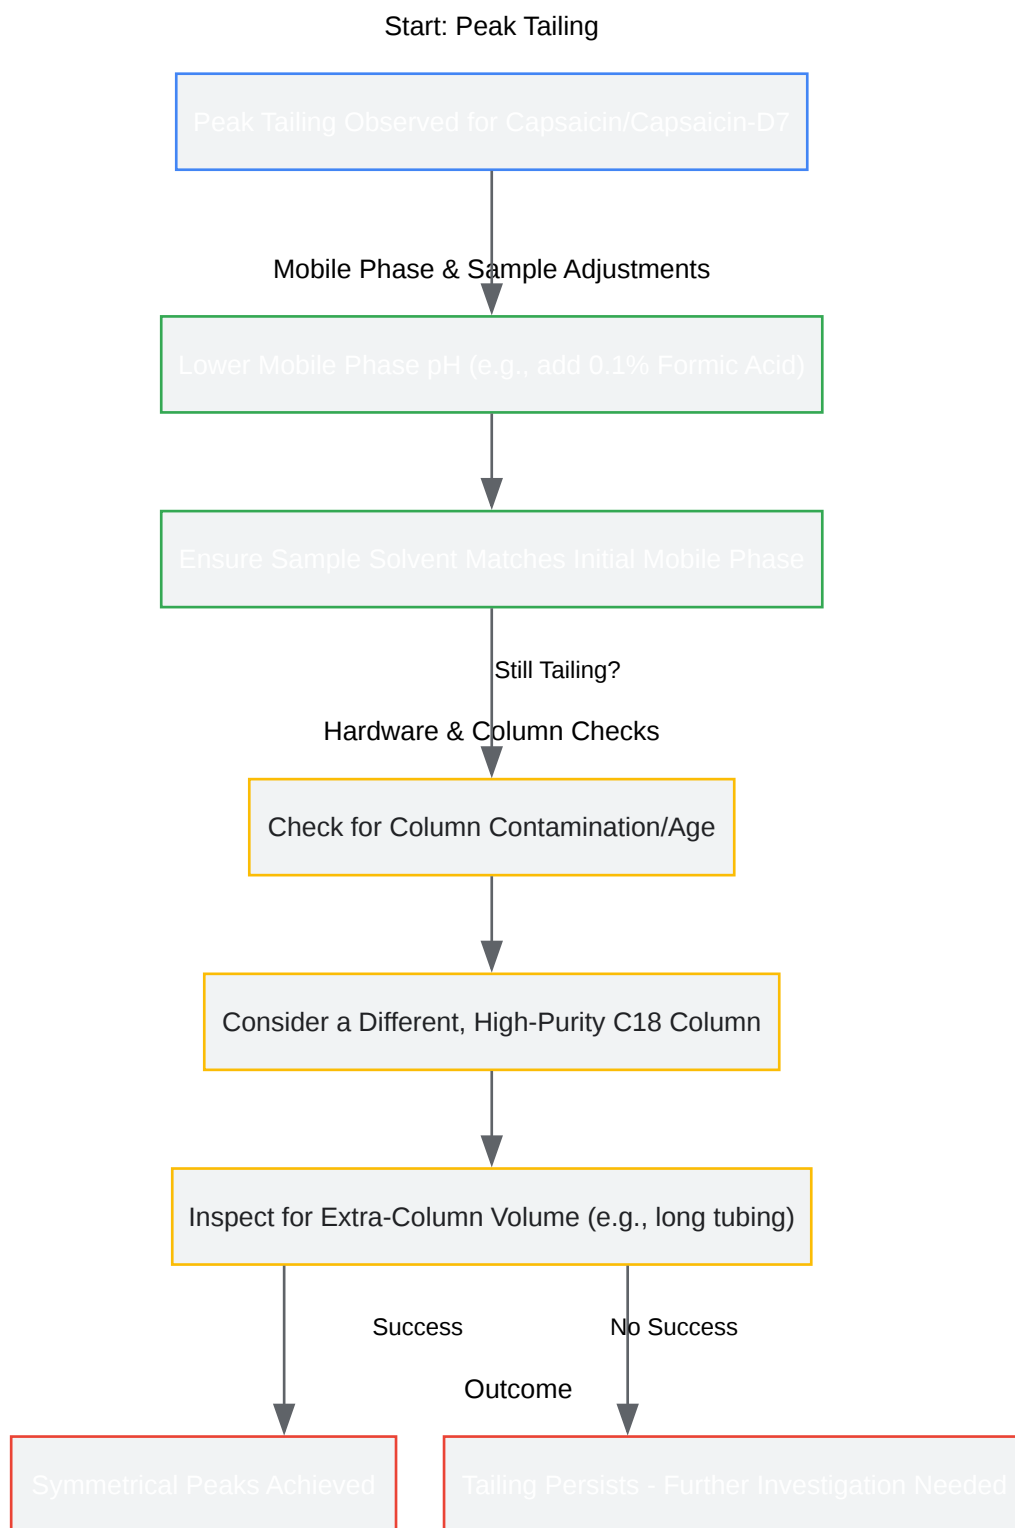 Start: Peak Tailing
Peak Tailing Observed for Capsaicin/Capsaicin-D7
Mobile Phase & Sample Adjustments
Lower Mobile Phase pH (e.g., add 0.1% Formic Acid)
Ensure Sample Solvent Matches Initial Mobile Phase
Still Tailing?
Hardware & Column Checks
Check for Column Contamination/Age
Consider a Different, High-Purity C18 Column
Inspect for Extra-Column Volume (e.g., long tubing)
Success
No Success
Outcome
Symmetrical Peaks Achieved
Tailing Persists - Further Investigation Needed